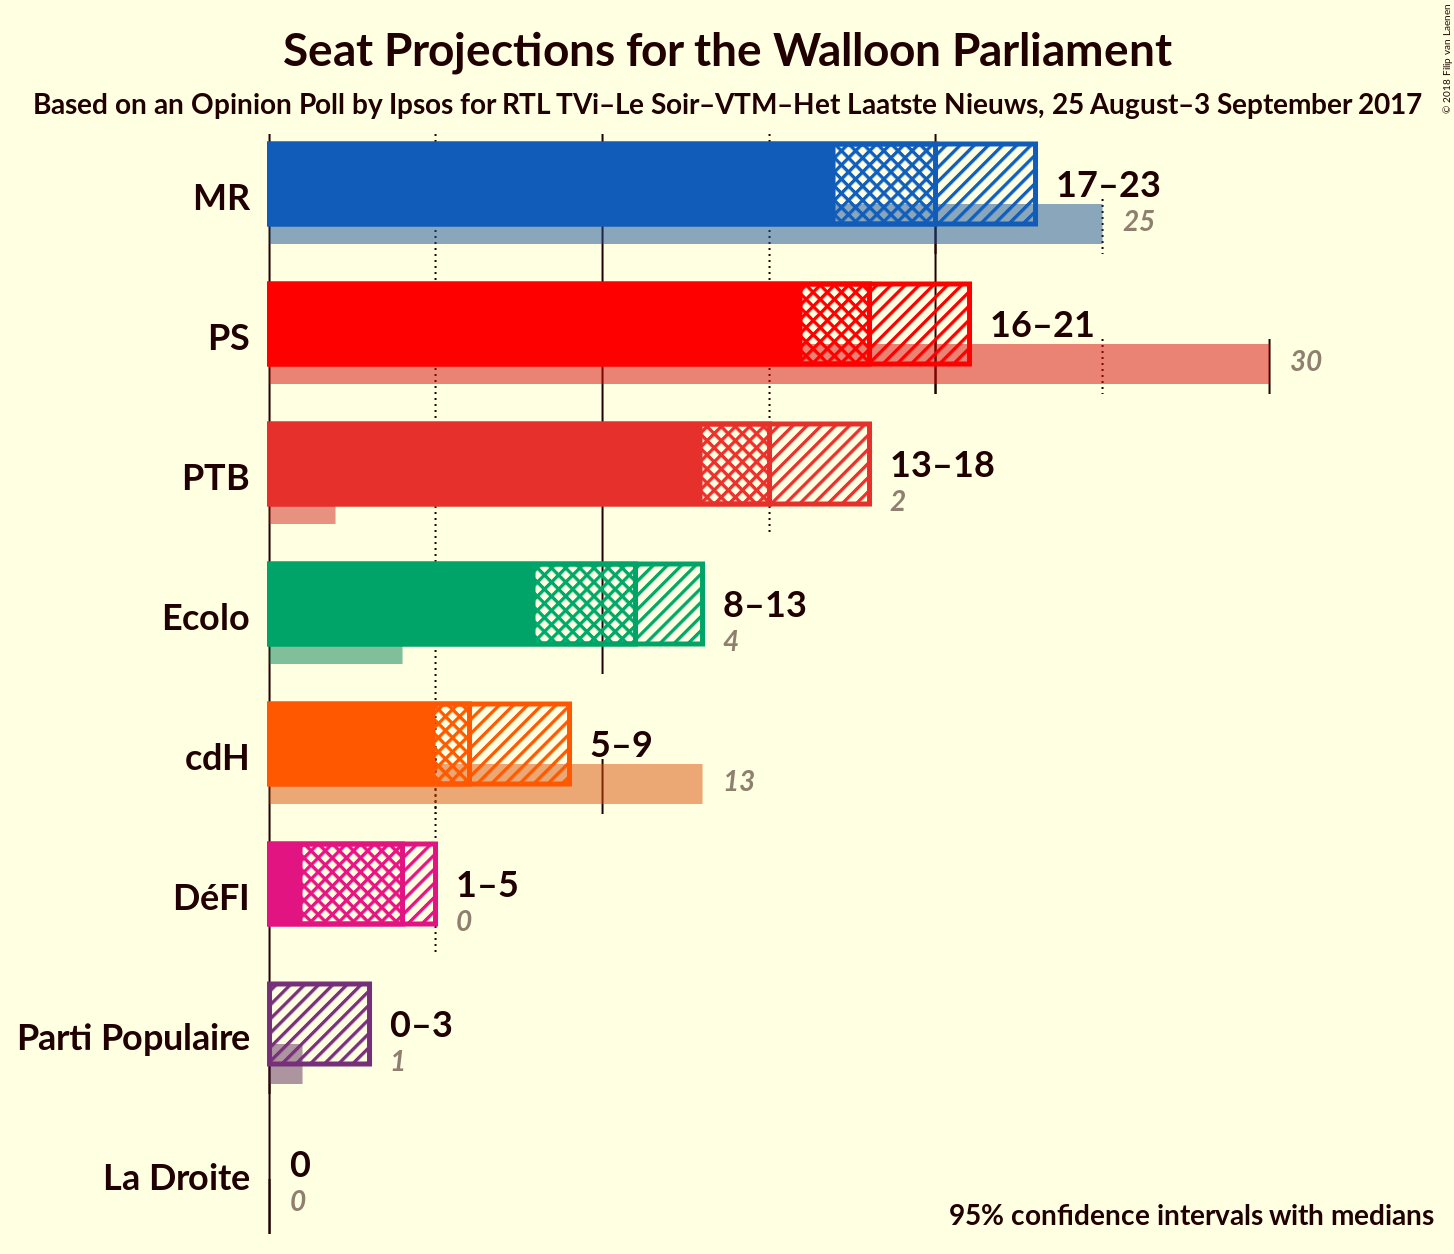 Seat Projections for the Walloon Parliament
Based on an Opinion Poll by Ipsos for RTL TVi–Le Soir–VTM–Het Laatste Nieuws, 25 August–3 September 2017
© 2018 Filip van Laenen
MR
17–23
25
PS
16–21
30
PTB
13–18
2
Ecolo
8–13
4
cdH
5–9
13
DéFI
1–5
0
Parti Populaire
0–3
1
La Droite
0
0
95% confidence intervals with medians